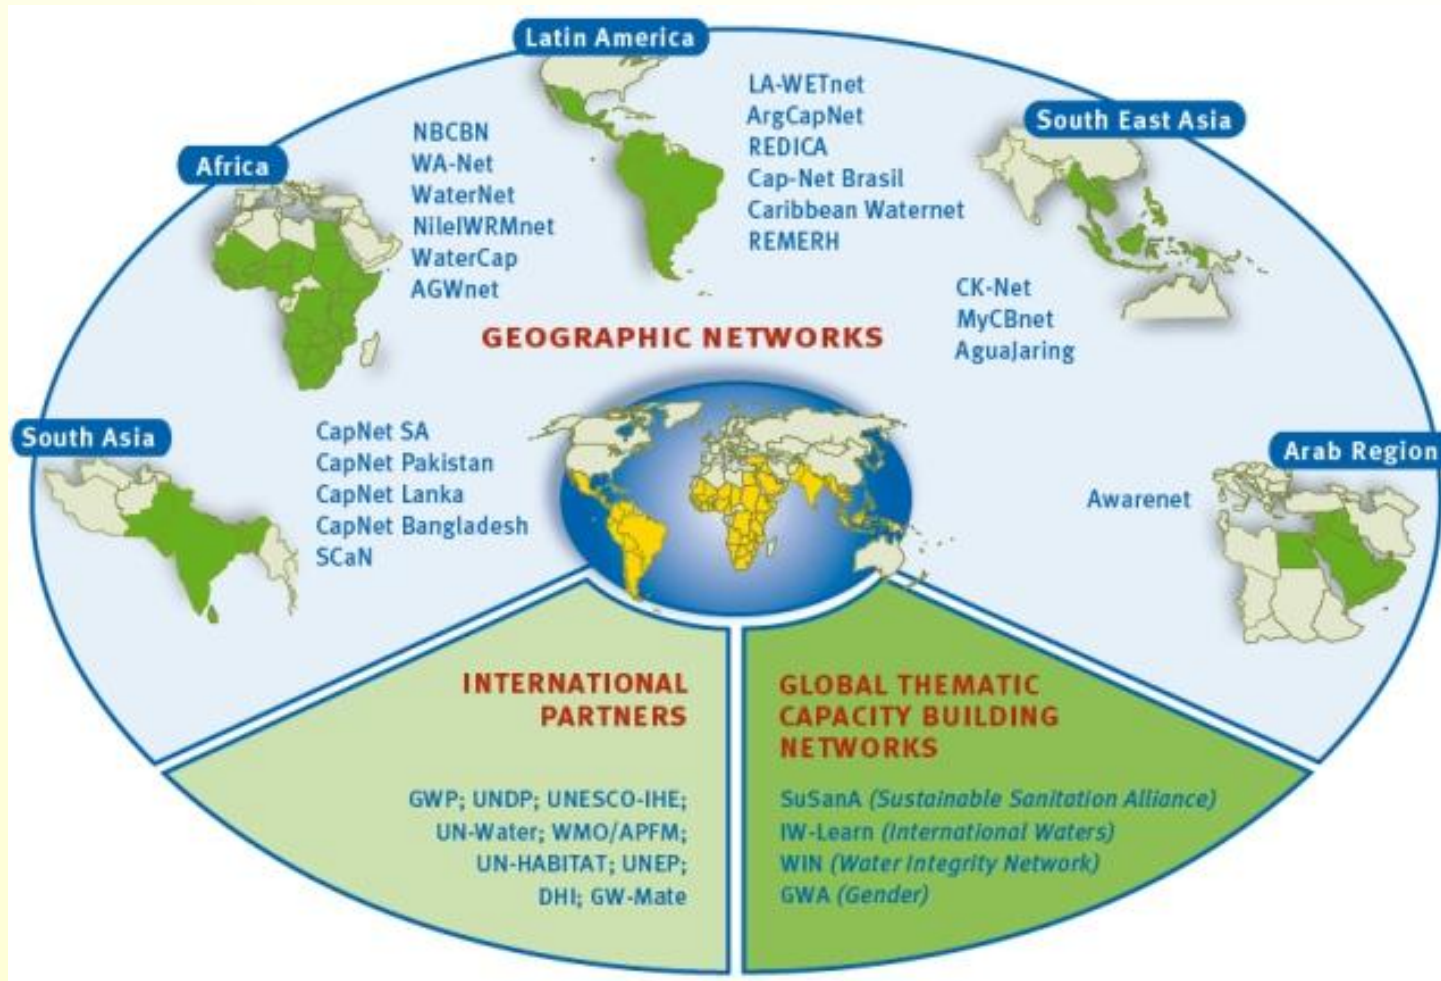 Latin America
LA-WETnet
ArgCapNet
REDICA
Cap-Net Brasil
Caribbean Waternet
REMERH
South East Asia
CK-Net
MyCBnet
AguaJaring
Africa
NBCBN
WA-Net
WaterNet
NileIWRMnet
WaterCap
AGWnet
GEOGRAPHIC NETWORKS
South Asia
CapNet SA
CapNet Pakistan
CapNet Lanka
CapNet Bangladesh
SCaN
Arab Region
Awarenet
INTERNATIONAL
PARTNERS
GWP; UNDP; UNESCO-IHE;
UN-Water; WMO/APFM;
UN-HABITAT; UNEP;
DHI; GW-Mate
GLOBAL THEMATIC
CAPACITY BUILDING
NETWORKS
SuSanA (Sustainable Sanitation Alliance)
IW-Learn (International Waters)
WIN (Water Integrity Network)
GWA (Gender)